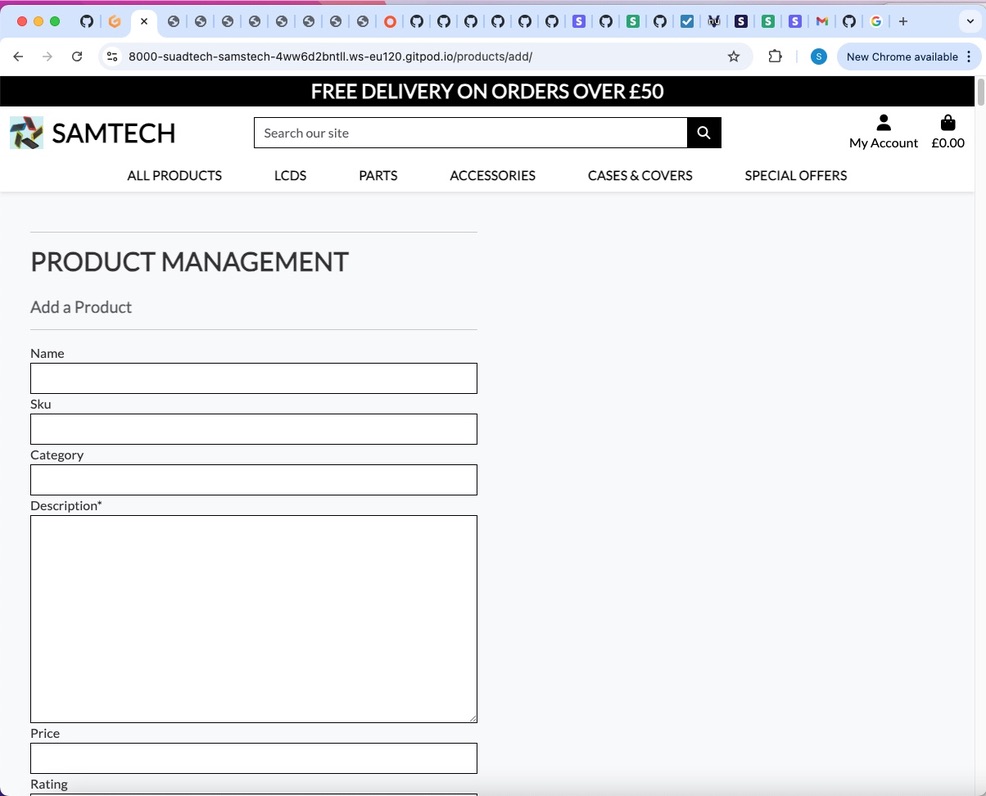 8000-suadtech-samstech-4ww6d2bntll.ws-eu120.gitpod.io/products/add/
New Chrome available
FREE DELIVERY ON ORDERS OVER £50
SAMTECH
Search our site
My Account
£0.00
ALL PRODUCTS LCDS PARTS ACCESSORIES CASES & COVERS SPECIAL OFFERS
PRODUCT MANAGEMENT
Add a Product
Name
Sku
Category
Description*
Price
Rating